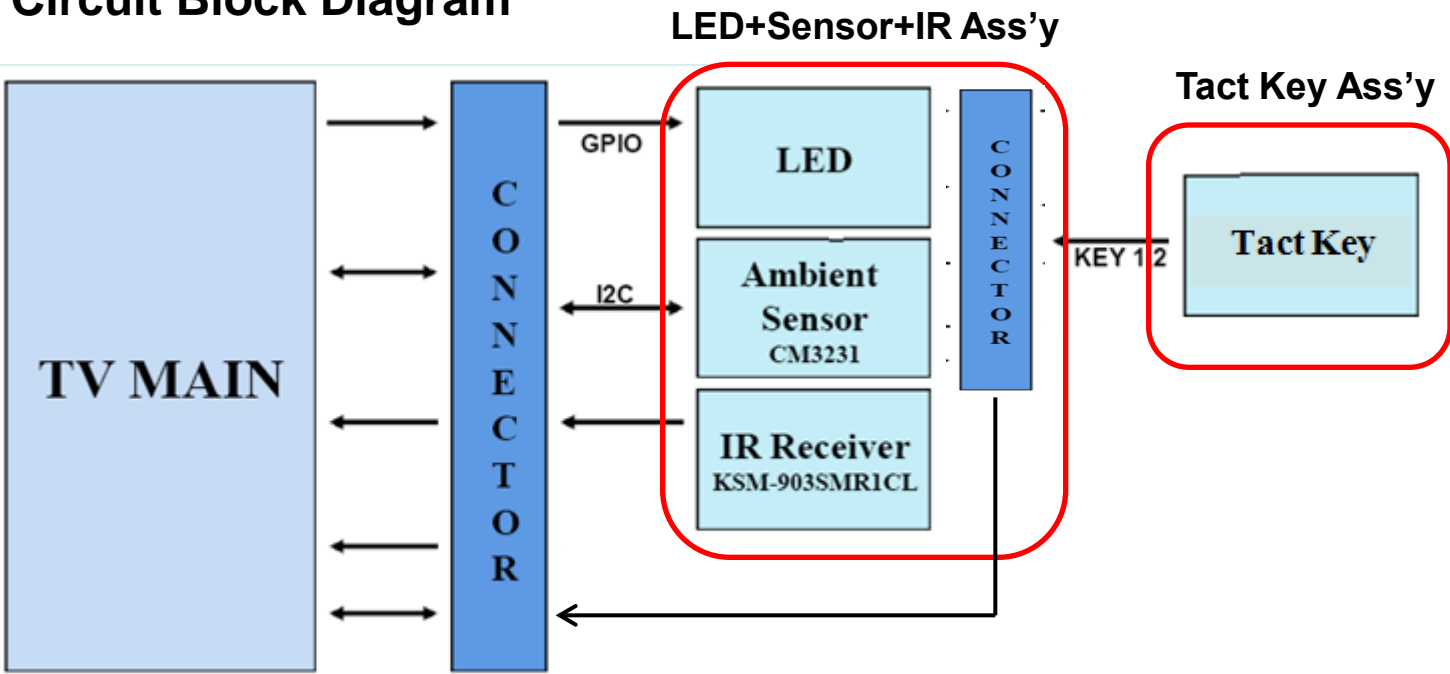 Circuit Block Diagram
LED+Sensor+IR Ass’y
Tact Key Ass’y
TV MAIN
CONNECTOR
GPIO
I2C
LED
Ambient
Sensor
CM3231
IR Receiver
KSM-903SMR1CL
CONNECTOR
KEY 1,2
Tact Key